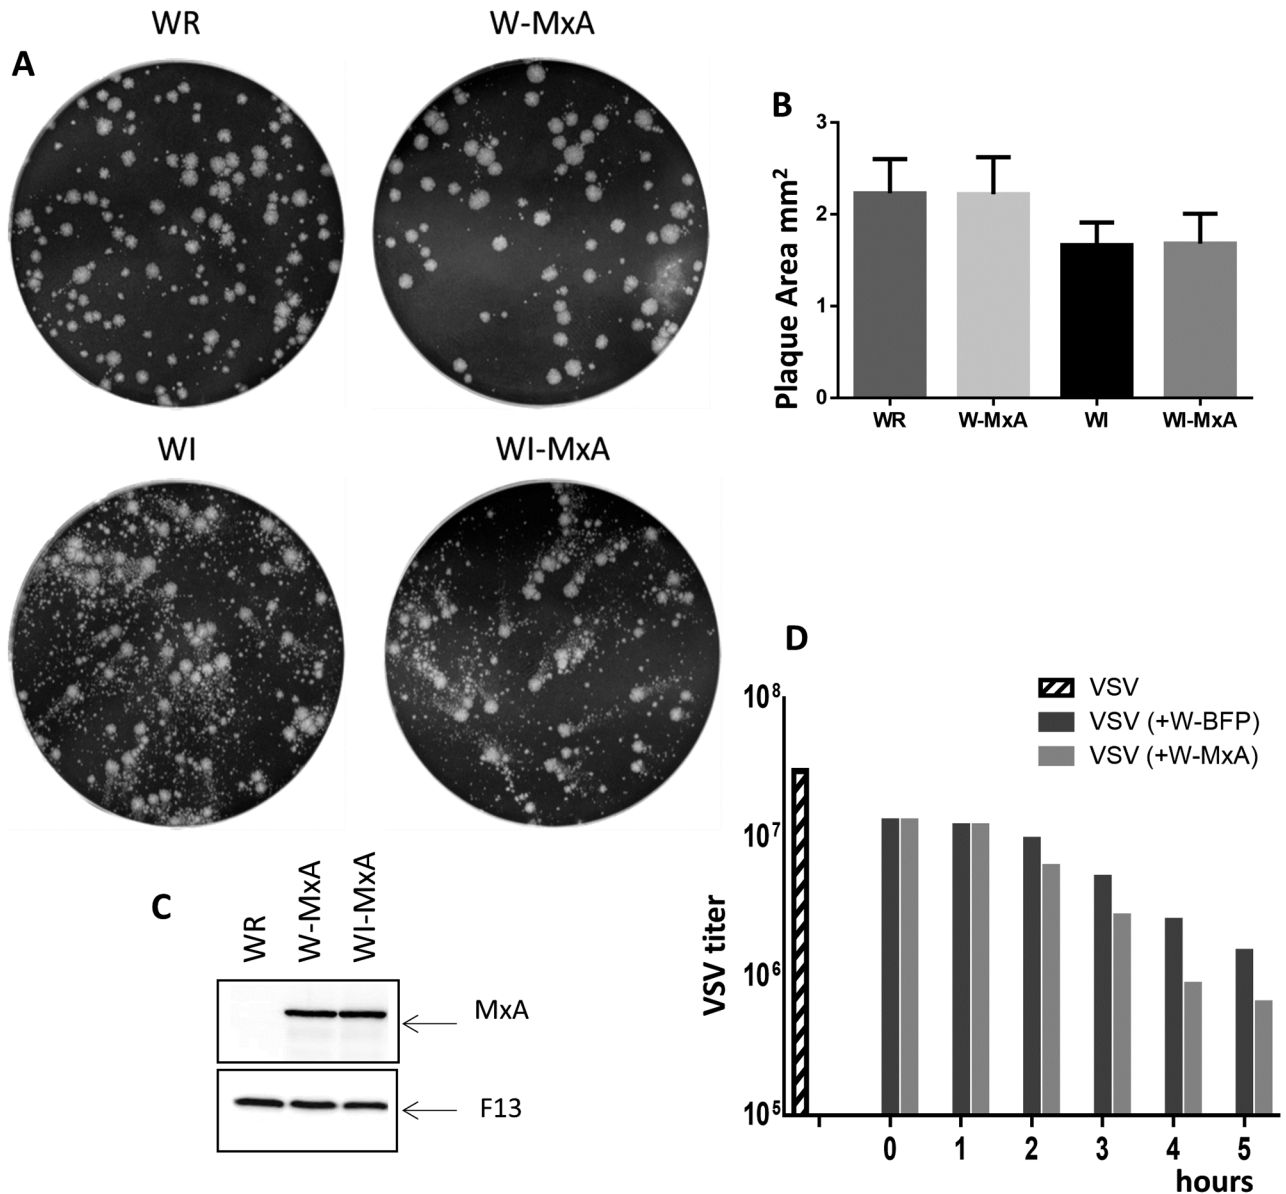 A
WR
W-MxA
WI
WI-MxA
B
Plaque Area mm²
3
2
1
0
WR
W-MxA
WI
WI-MxA
C
WR
W-MxA
WI-MxA
MxA
F13
D
VSV
VSV (+W-BFP)
VSV (+W-MxA)
VSV titer
10⁸
10⁷
10⁶
10⁵
0 1 2 3 4 5
hours